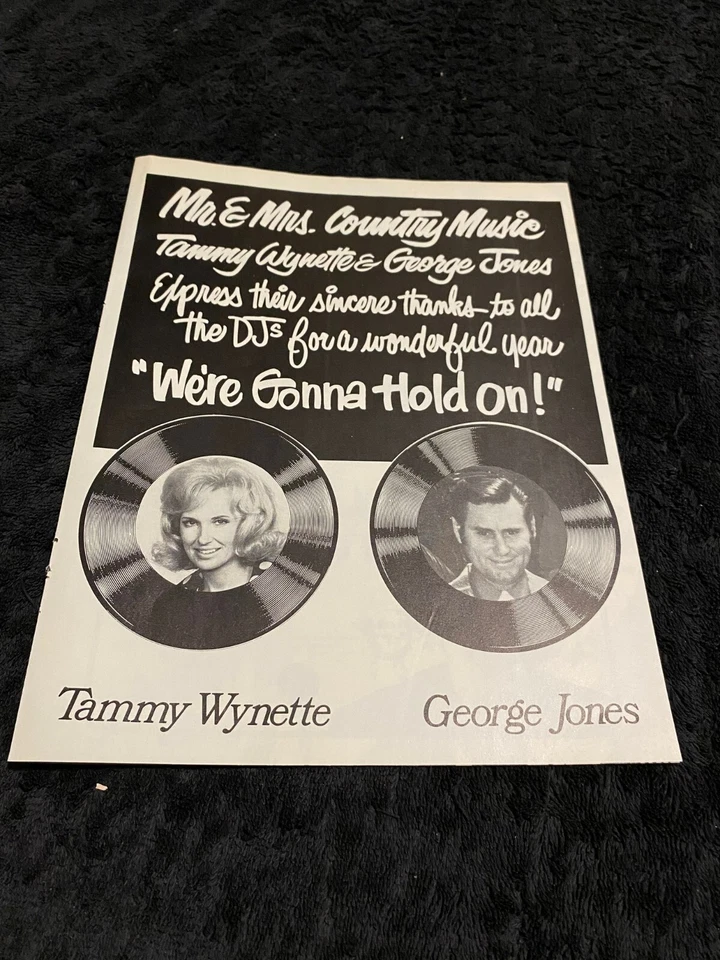 Mr. & Mrs. Country Music
Tammy Wynette & George Jones
Express their sincere thanks to all
the DJs for a wonderful year
"We're Gonna Hold on!"
Tammy Wynette
George Jones